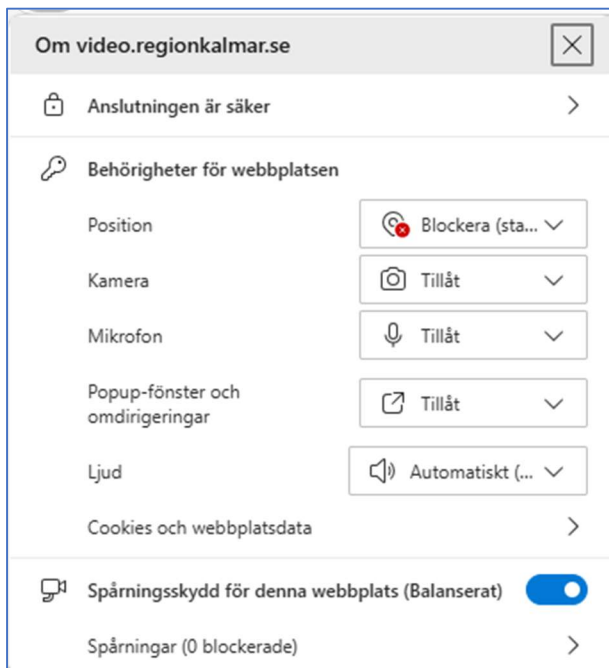 Om video.regionkalmar.se
Anslutningen är säker
Behörigheter för webbplatsen
Position
Blockera (sta...
Kamera
Tillåt
Mikrofon
Tillåt
Popup-fönster och
omdirigeringar
Tillåt
Ljud
Automatiskt (...
Cookies och webbplatsdata
Spårningsskydd för denna webbplats (Balanserat)
Spårningar (0 blockerade)